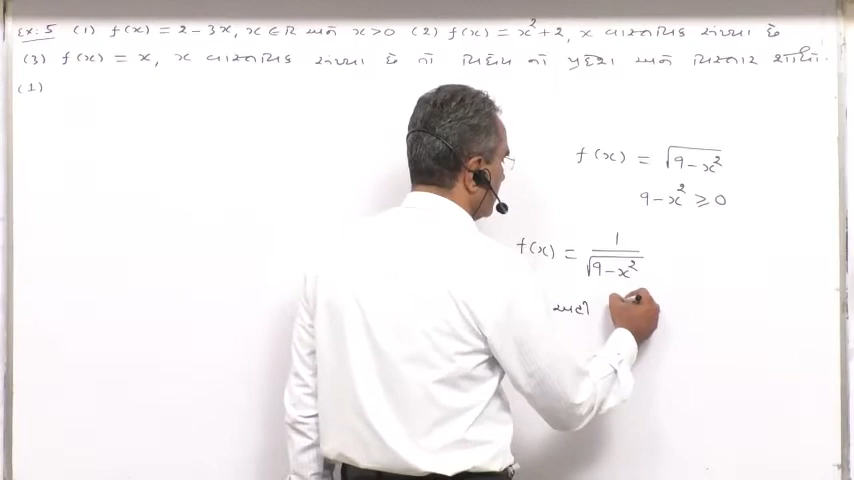 Ex: 5 (1) f(x) = 2 - 3x, x ∈ R અને x > 0 (2) f(x) = x² + 2, x વાસ્તવિક સંખ્યા છે
(3) f(x) = x, x વાસ્તવિક સંખ્યા છે તો વિધેય નો પ્રદેશ અને વિસ્તાર શોધો.
(1)
f(x) = √(9 - x²)
9 - x² ≥ 0
f(x) = 1/√(9 - x²)
અહી